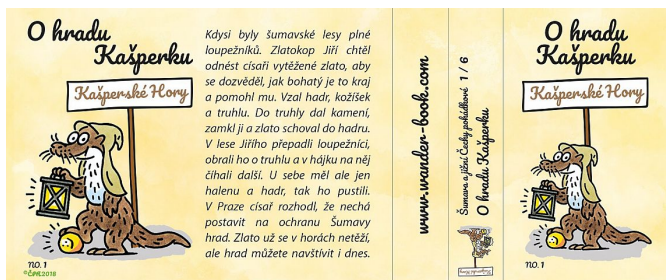 O hradu
Kašperku
Kašperské Hory
NO. 1
©ČPVL2018
Kdysi byly šumavské lesy plné
loupežníků. Zlatokop Jiří chtěl
odnést císaři vytěžené zlato, aby
se dozvěděl, jak bohatý je to kraj
a pomohl mu. Vzal hadr, kožíšek
a truhlu. Do truhly dal kamení,
zamkl ji a zlato schoval do hadru.
V lese Jiřího přepadli loupežníci,
obrali ho o truhlu a v hájku na něj
číhali další. U sebe měl ale jen
halenu a hadr, tak ho pustili.
V Praze císař rozhodl, že nechá
postavit na ochranu Šumavy
hrad. Zlato už se v horách netěží,
ale hrad můžete navštívit i dnes.
www.wander-book.com
Šumava a jižní Čechy pohádkové 1 / 6
O hradu Kašperku
Kašperské Hory
O hradu
Kašperku
Kašperské Hory
NO. 1